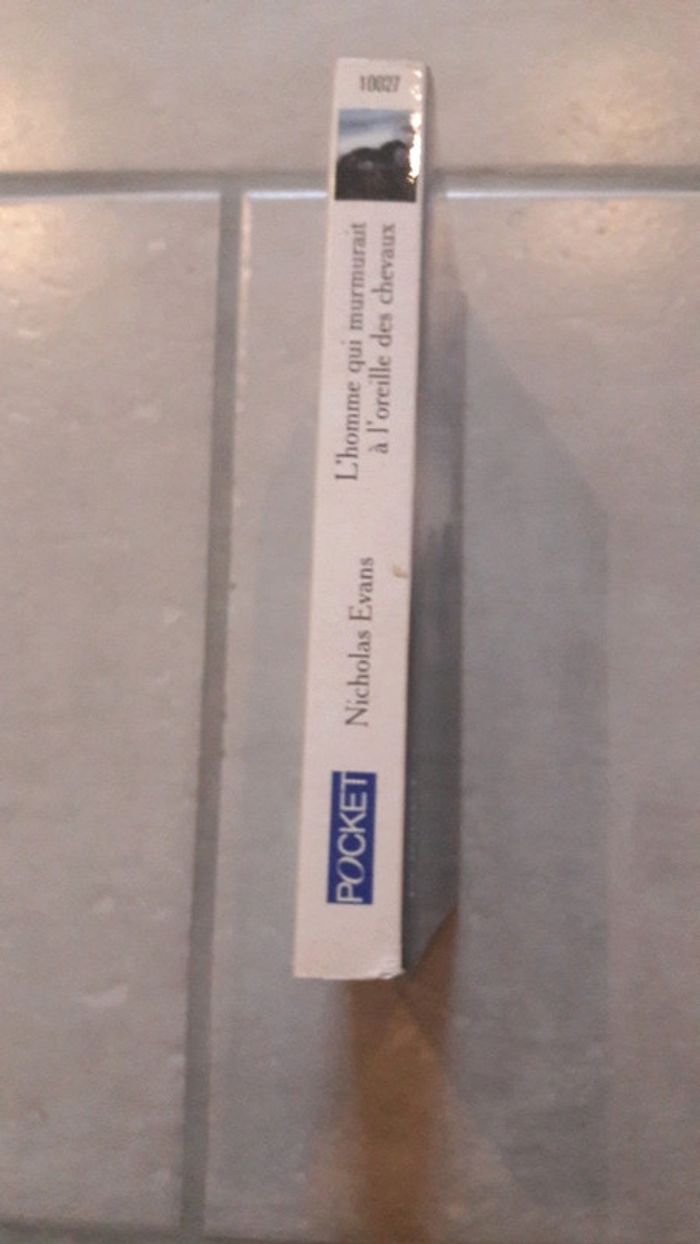 POCKET
Nicholas Evans
L'homme qui murmurait
à l'oreille des chevaux
10027